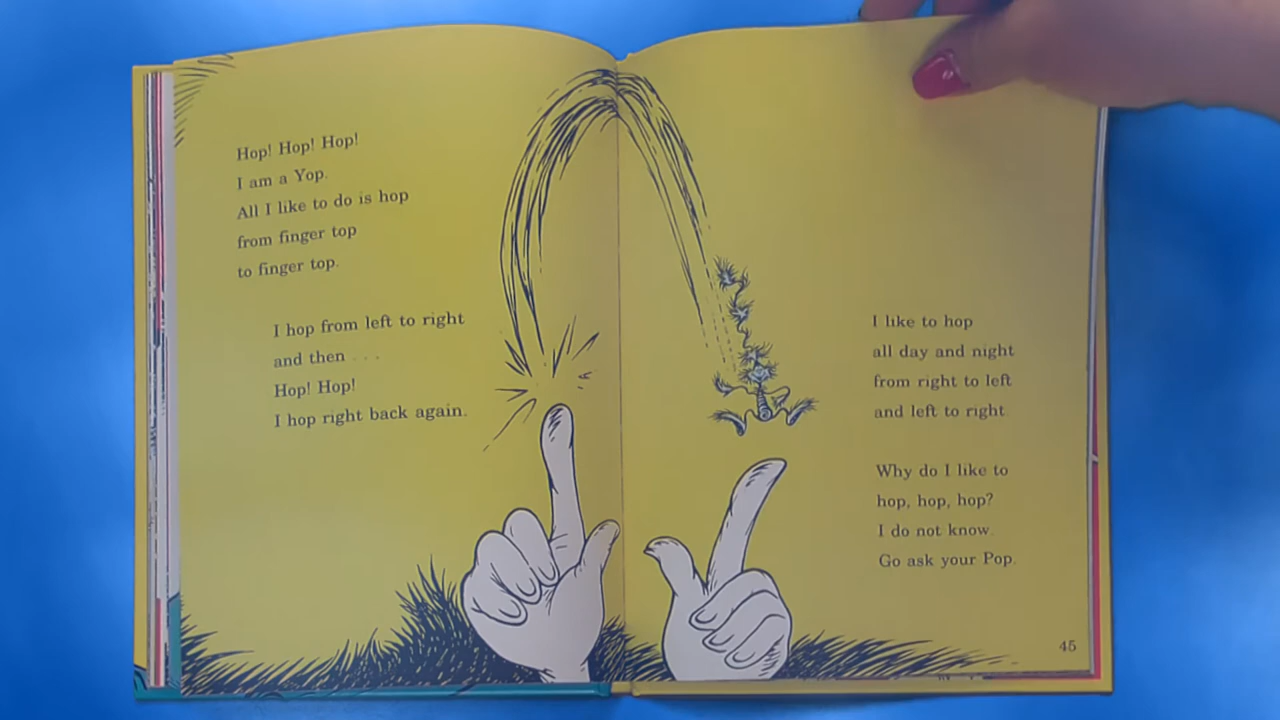 Hop! Hop! Hop!
I am a Yop.
All I like to do is hop
from finger top
to finger top.
I hop from left to right
and then . . .
Hop! Hop!
I hop right back again.
I like to hop
all day and night
from right to left
and left to right.
Why do I like to
hop, hop, hop?
I do not know.
Go ask your Pop.
45